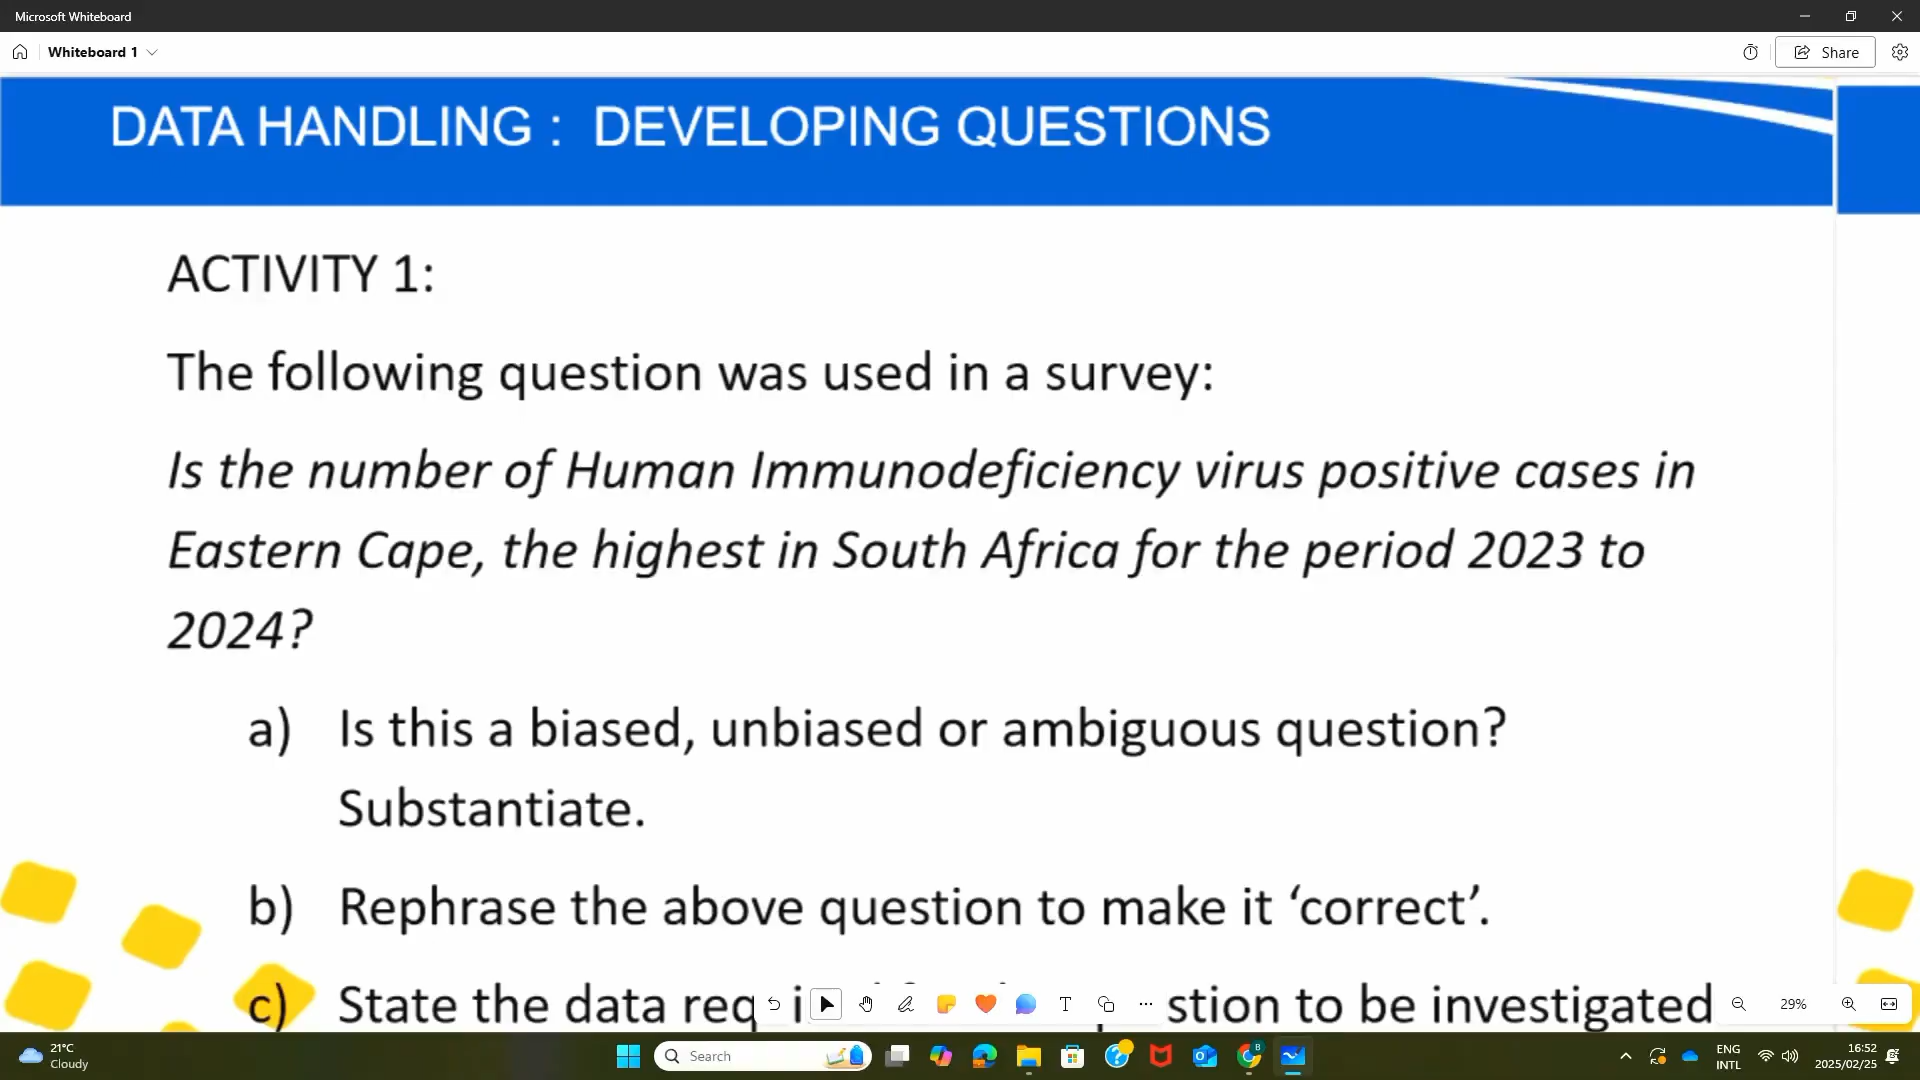 Microsoft Whiteboard
Whiteboard 1
Share
DATA HANDLING : DEVELOPING QUESTIONS
ACTIVITY 1:
The following question was used in a survey:
Is the number of Human Immunodeficiency virus positive cases in
Eastern Cape, the highest in South Africa for the period 2023 to
2024?
a) Is this a biased, unbiased or ambiguous question?
Substantiate.
b) Rephrase the above question to make it ‘correct’.
c) State the data stion to be investigated
29%
21°C
Cloudy
Search
ENG
INTL
16:52
2025/02/25